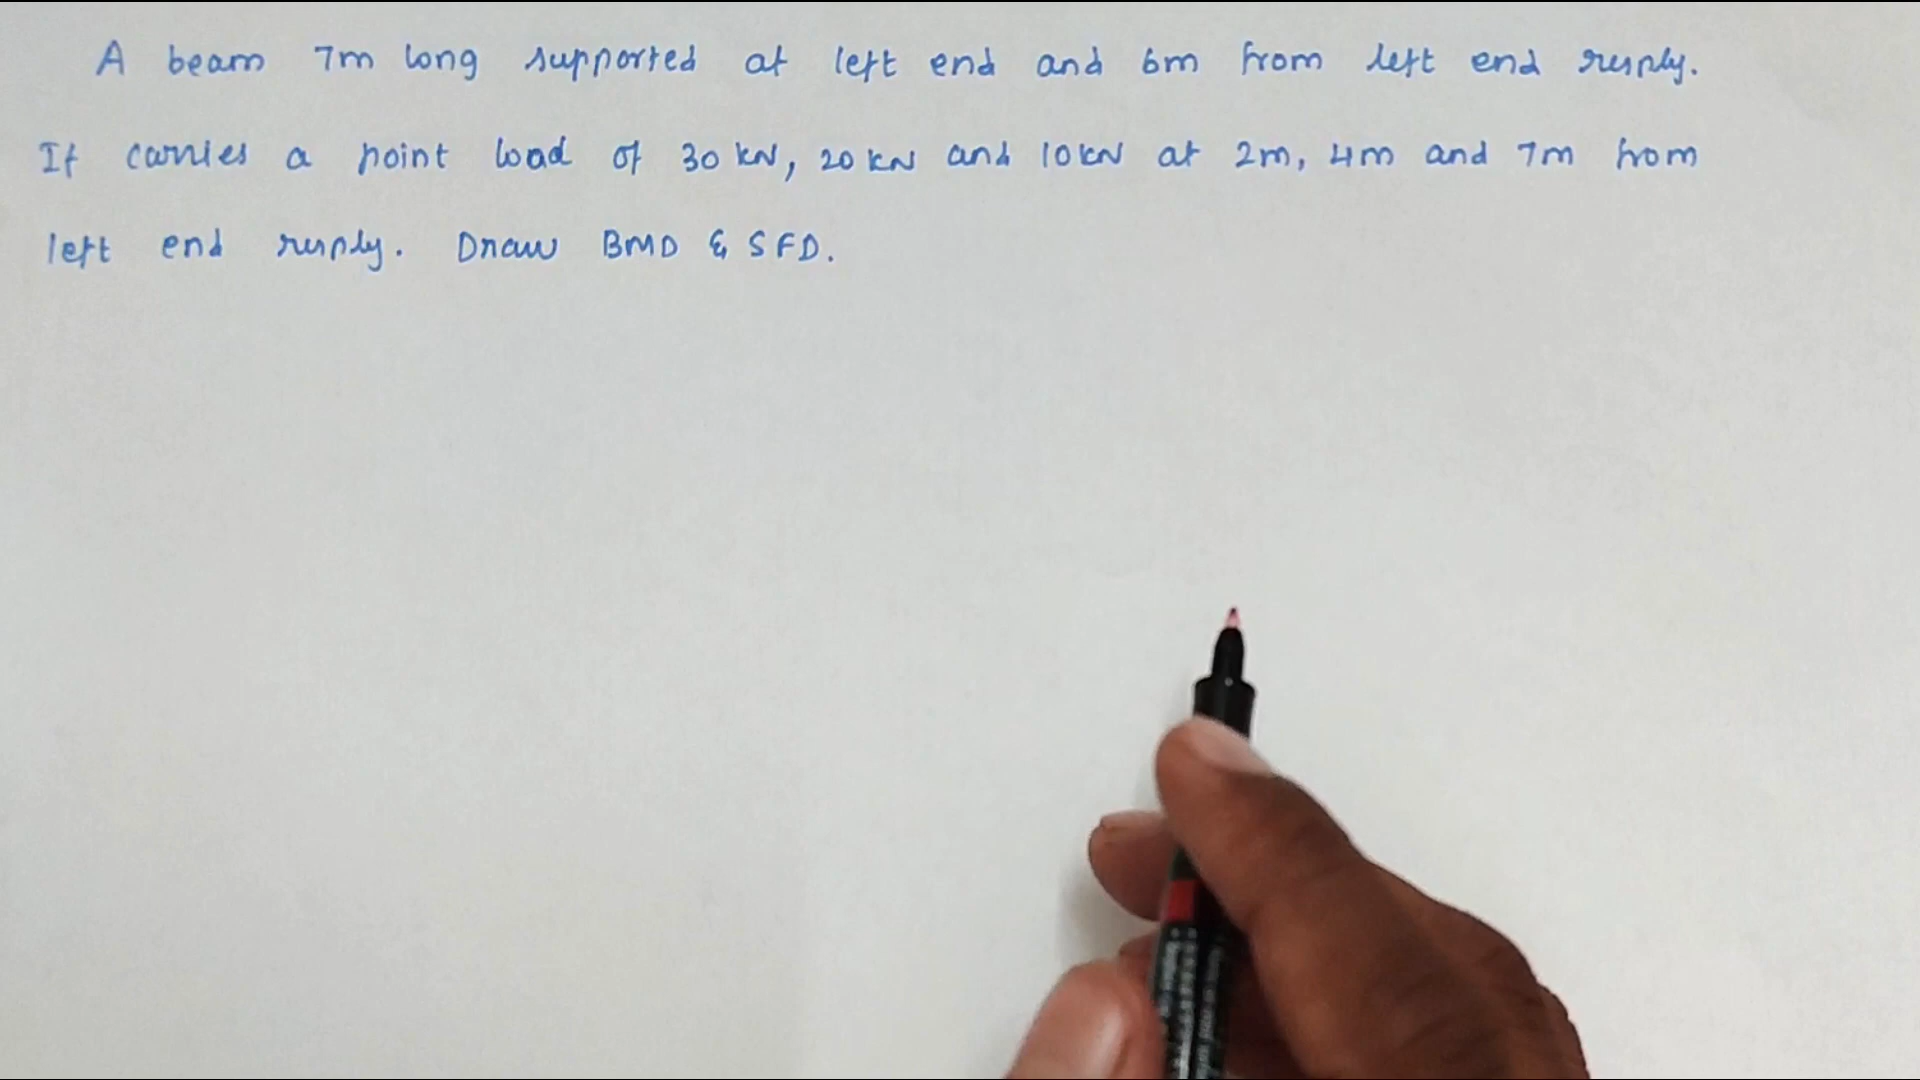 A beam 7m long supported at left end and 6m from left end resply.
It carries a point load of 30 kN, 20 kN and 10 kN at 2m, 4m and 7m from
left end resply. Draw BMD & SFD.